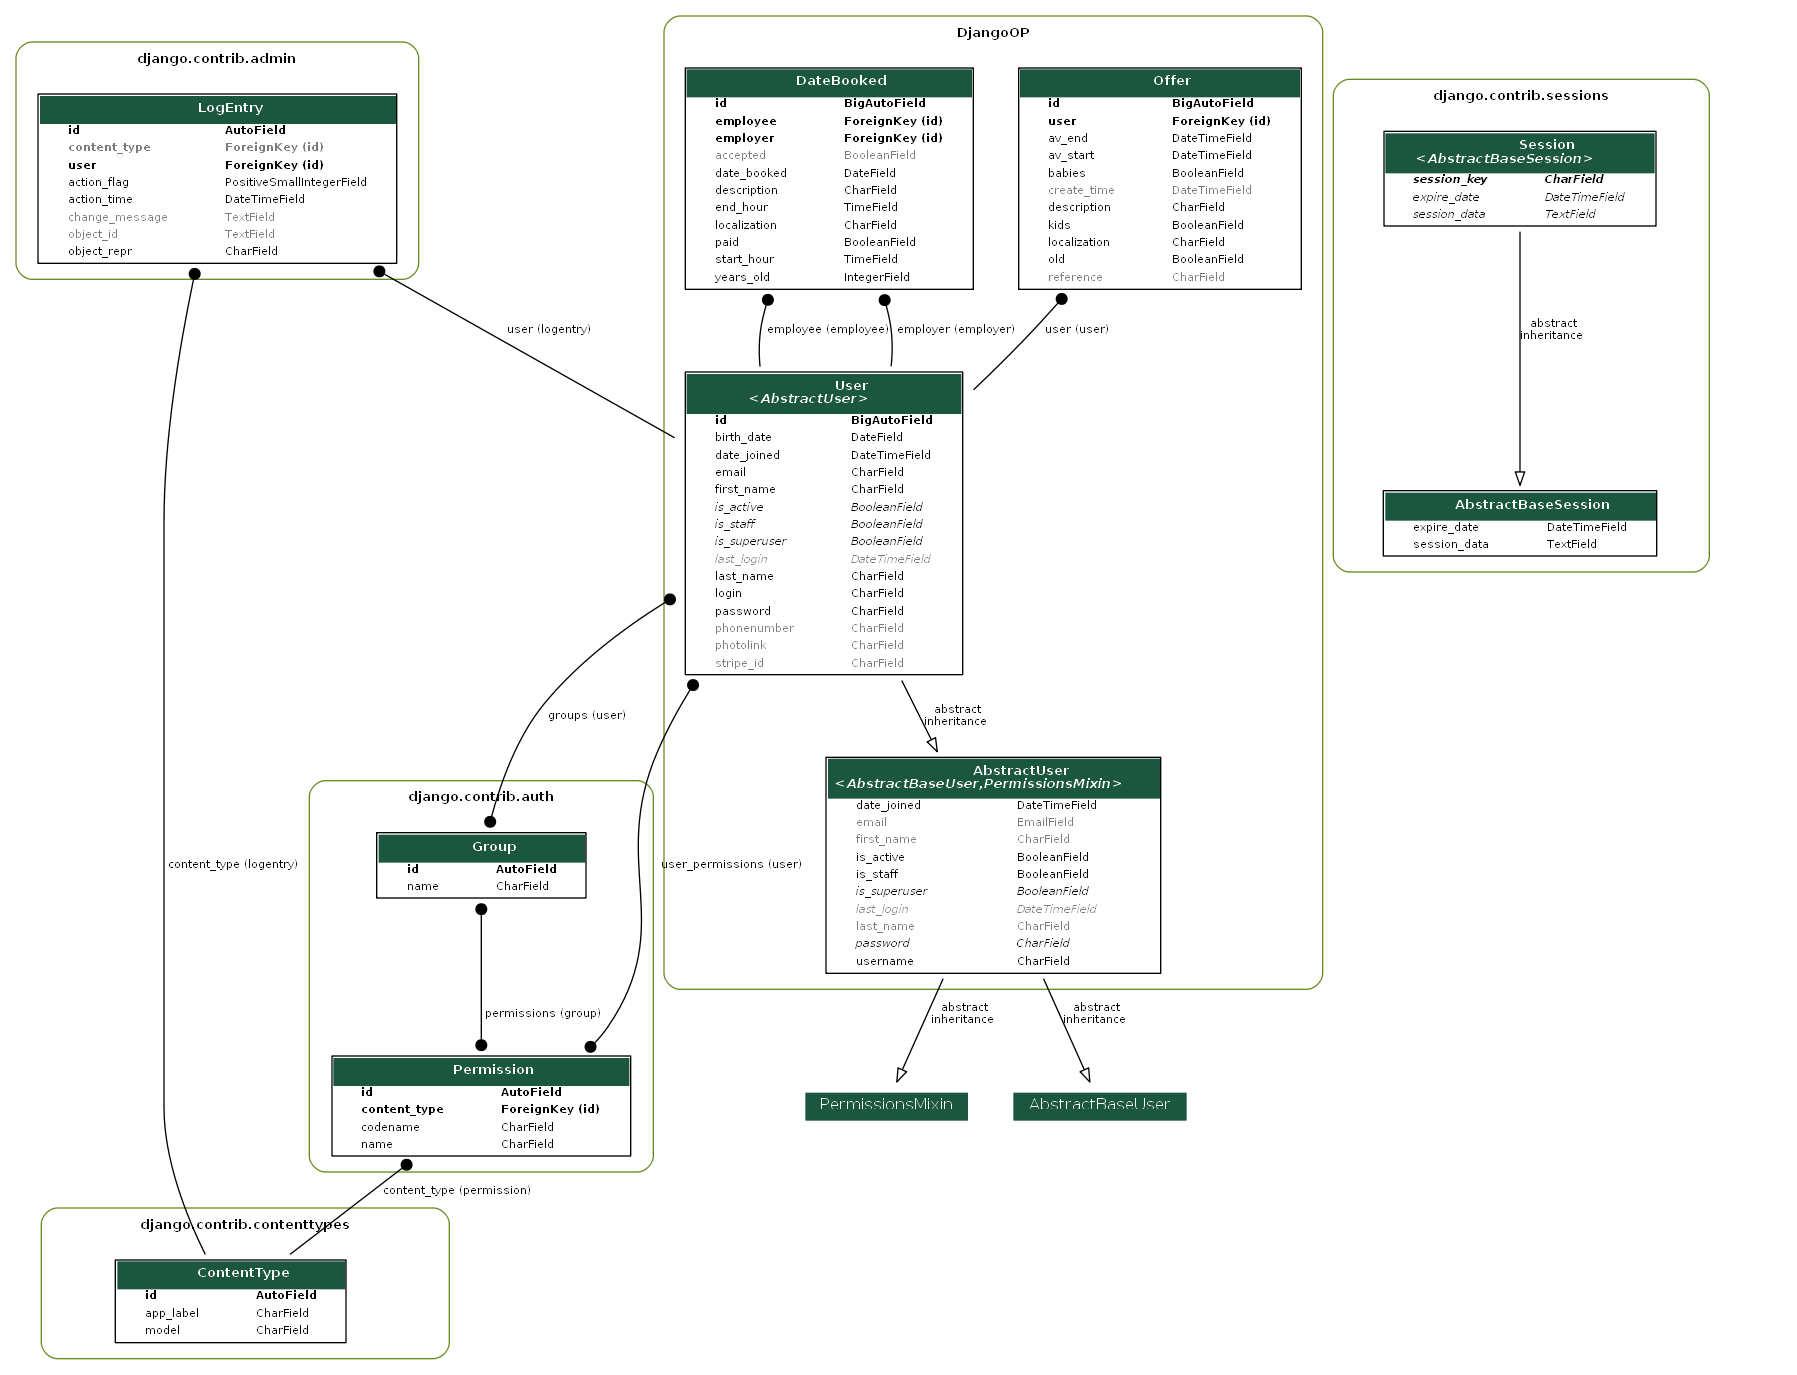 django.contrib.admin
LogEntry
id AutoField
content_type ForeignKey (id)
user ForeignKey (id)
action_flag PositiveSmallIntegerField
action_time DateTimeField
change_message TextField
object_id TextField
object_repr CharField
DjangoOP
DateBooked
id BigAutoField
employee ForeignKey (id)
employer ForeignKey (id)
accepted BooleanField
date_booked DateField
description CharField
end_hour TimeField
localization CharField
paid BooleanField
start_hour TimeField
years_old IntegerField
Offer
id BigAutoField
user ForeignKey (id)
av_end DateTimeField
av_start DateTimeField
babies BooleanField
create_time DateTimeField
description CharField
kids BooleanField
localization CharField
old BooleanField
reference CharField
django.contrib.sessions
Session
<AbstractBaseSession>
session_key CharField
expire_date DateTimeField
session_data TextField
user (logentry)
employee (employee)
employer (employer)
user (user)
abstract
inheritance
User
<AbstractUser>
id BigAutoField
birth_date DateField
date_joined DateTimeField
email CharField
first_name CharField
is_active BooleanField
is_staff BooleanField
is_superuser BooleanField
last_login DateTimeField
last_name CharField
login CharField
password CharField
phonenumber CharField
photolink CharField
stripe_id CharField
AbstractBaseSession
expire_date DateTimeField
session_data TextField
groups (user)
abstract
inheritance
AbstractUser
<AbstractBaseUser,PermissionsMixin>
date_joined DateTimeField
email EmailField
first_name CharField
is_active BooleanField
is_staff BooleanField
is_superuser BooleanField
last_login DateTimeField
last_name CharField
password CharField
username CharField
django.contrib.auth
Group
id AutoField
name CharField
content_type (logentry)
user_permissions (user)
permissions (group)
abstract
inheritance
abstract
inheritance
Permission
id AutoField
content_type ForeignKey (id)
codename CharField
name CharField
PermissionsMixin
AbstractBaseUser
content_type (permission)
django.contrib.contenttypes
ContentType
id AutoField
app_label CharField
model CharField